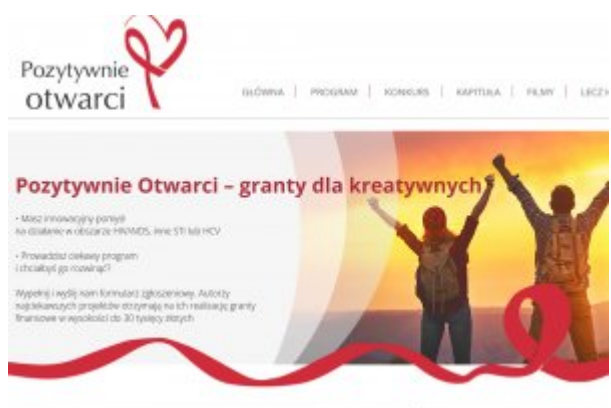 Pozytywnie
otwarci
GŁÓWNA | PROGRAM | KONKURS | KAPITUŁA | FILMY | LECZ
Pozytywnie Otwarci – granty dla kreatywnych
• Masz innowacyjny pomysł
na działanie w obszarze HIV/AIDS, inne STI lub HCV
• Prowadzisz ciekawy program
i chciałbyś go rozwinąć?
Wypełnij i wyślij nam formularz zgłoszeniowy. Autorzy
najciekawszych projektów otrzymają na ich realizację granty
finansowe w wysokości do 30 tysięcy złotych